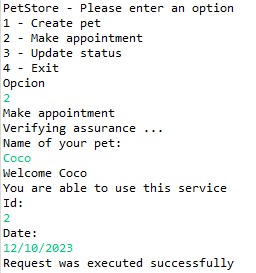 PetStore - Please enter an option
1 - Create pet
2 - Make appointment
3 - Update status
4 - Exit
Opcion
2
Make appointment
Verifying assurance ...
Name of your pet:
Coco
Welcome Coco
You are able to use this service
Id:
2
Date:
12/10/2023
Request was executed successfully